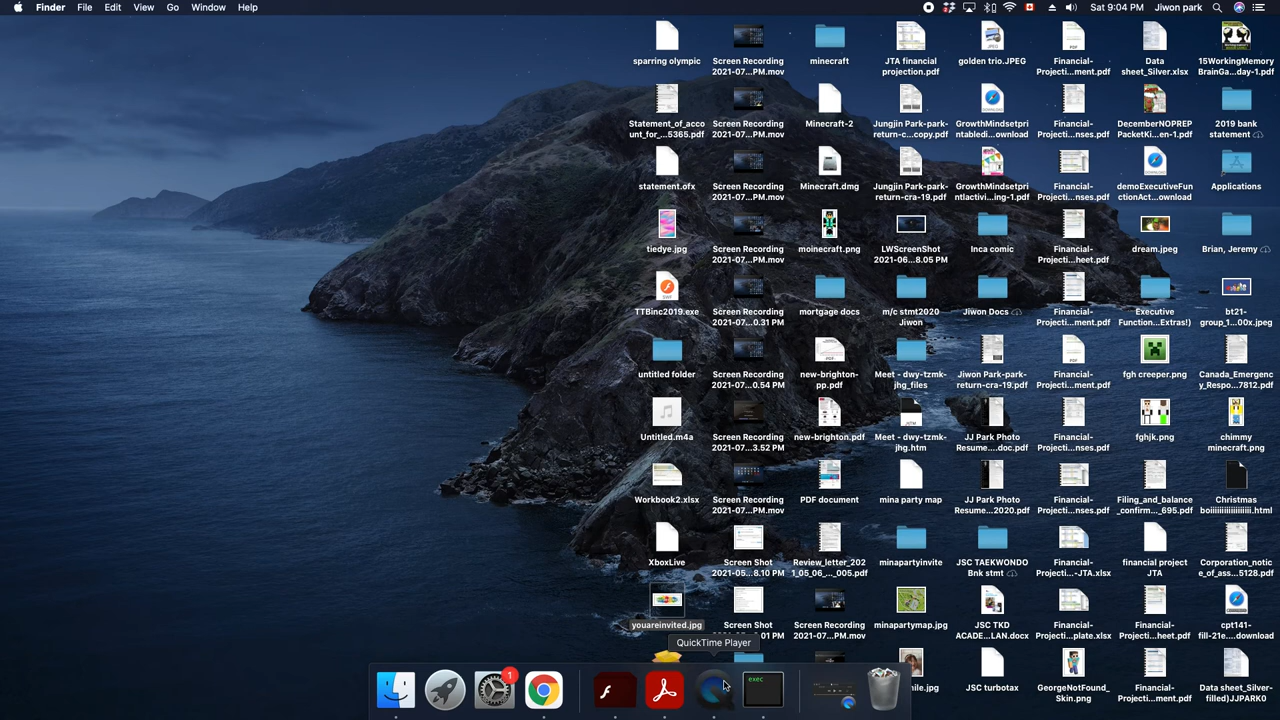 Finder File Edit View Go Window Help Sat 9:04 PM Jiwon park
sparring olympic
Screen Recording
2021-07...PM.mov
minecraft
JTA financial
projection.pdf
golden trio.JPEG
Financial-
Projecti...ment.pdf
Data
sheet_Silver.xlsx
15WorkingMemory
BrainGa...day-1.pdf
Statement_of_acco
unt_for_...5365.pdf
Screen Recording
2021-07...PM.mov
Minecraft-2
Jungjin Park-park-
return-c...copy.pdf
GrowthMindsetpri
ntabledi...ownload
Financial-
Projecti...nses.pdf
DecemberNOPREP
PacketKi...en-1.pdf
2019 bank
statement
statement.ofx
Screen Recording
2021-07...PM.mov
Minecraft.dmg
Jungjin Park-park-
return-cra-19.pdf
GrowthMindsetpri
ntactivi...ing-1.pdf
Financial-
Projecti...nses.pdf
demoExecutiveFun
ctionAct...ownload
Applications
tiedye.jpg
Screen Recording
2021-07...PM.mov
moinecraft.png
LWScreenShot
2021-06...8.05 PM
Inca comic
Financial-
Projecti...heet.pdf
dream.jpeg
Brian, Jeremy
SWF
TTBinc2019.exe
Screen Recording
2021-07...0.31 PM
mortgage docs
m/c stmt2020
Jiwon
Jiwon Docs
Financial-
Projecti...ment.pdf
Executive
Function...Extras!)
bt21-
group_1...00x.jpeg
untitled folder
Screen Recording
2021-07...0.54 PM
new-brighton-
pp.pdf
Meet - dwy-tzmk-
jhg_files
Jiwon Park-park-
return-cra-19.pdf
Financial-
Projecti...ment.pdf
fgh creeper.png
Canada_Emergenc
y_Respo...7812.pdf
Untitled.m4a
Screen Recording
2021-07...3.52 PM
new-brighton.pdf
Meet - dwy-tzmk-
jhg.htm
JJ Park Photo
Resume....doc.pdf
Financial-
Projecti...nses.pdf
fghjk.png
chimmy
minecraft.png
Workbook2.xlsx
Screen Recording
2021-07...PM.mov
PDF document
mina party map
JJ Park Photo
Resume...2020.pdf
Financial-
Projecti...nses.pdf
Filing_and_balance
_confirm..._695.pdf
Christmas
boiiiiiiiiiiiiiiiii.html
XboxLive
Screen Shot
2021-05...8.10 PM
Review_letter_202
1_05_06_..._005.pdf
minapartyinvite
JSC TAEKWONDO
Bnk stmt
Financial-
Projecti...-JTA.xlsx
financial project
JTA
Corporation_notic
e_of_ass...5128.pdf
youareinvited.jpg
Screen Shot
Screen Recording
2021-07...PM.mov
minapartymap.jpg
JSC TKD
ACADE...LAN.docx
Financial-
Projecti...plate.xlsx
Financial-
Projecti...heet.pdf
cpt141-
fill-21e....download
QuickTime Player
JSC turbotax
GeorgeNotFound_
Skin.png
Financial-
Projecti...ment.pdf
Data sheet_Silver(
filled)JJPARKO
1
exec